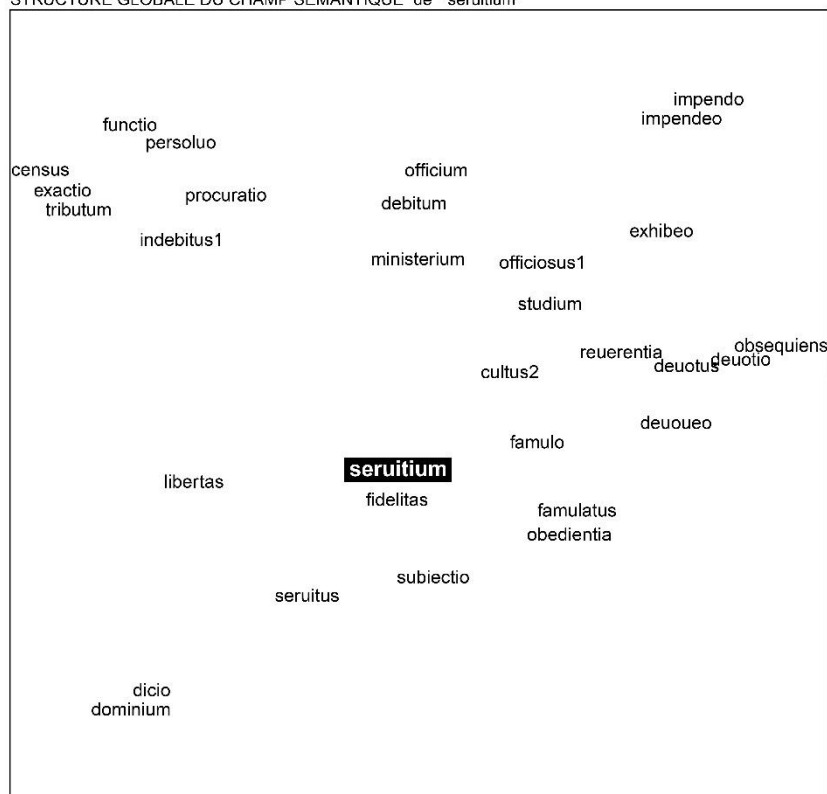 STRUCTURE GLOBALE DU CHAMP SÉMANTIQUE de seruitium
impendo
impendeo
functio
persoluo
census
officium
exactio
procuratio
tributum
debitum
exhibeo
indebitus1
ministerium
officiosus1
studium
obsequiens
reuerentia
deuotio
deuotus
cultus2
deuoueo
famulo
seruitium
libertas
fidelitas
famulatus
obedientia
subiectio
seruitus
dicio
dominium